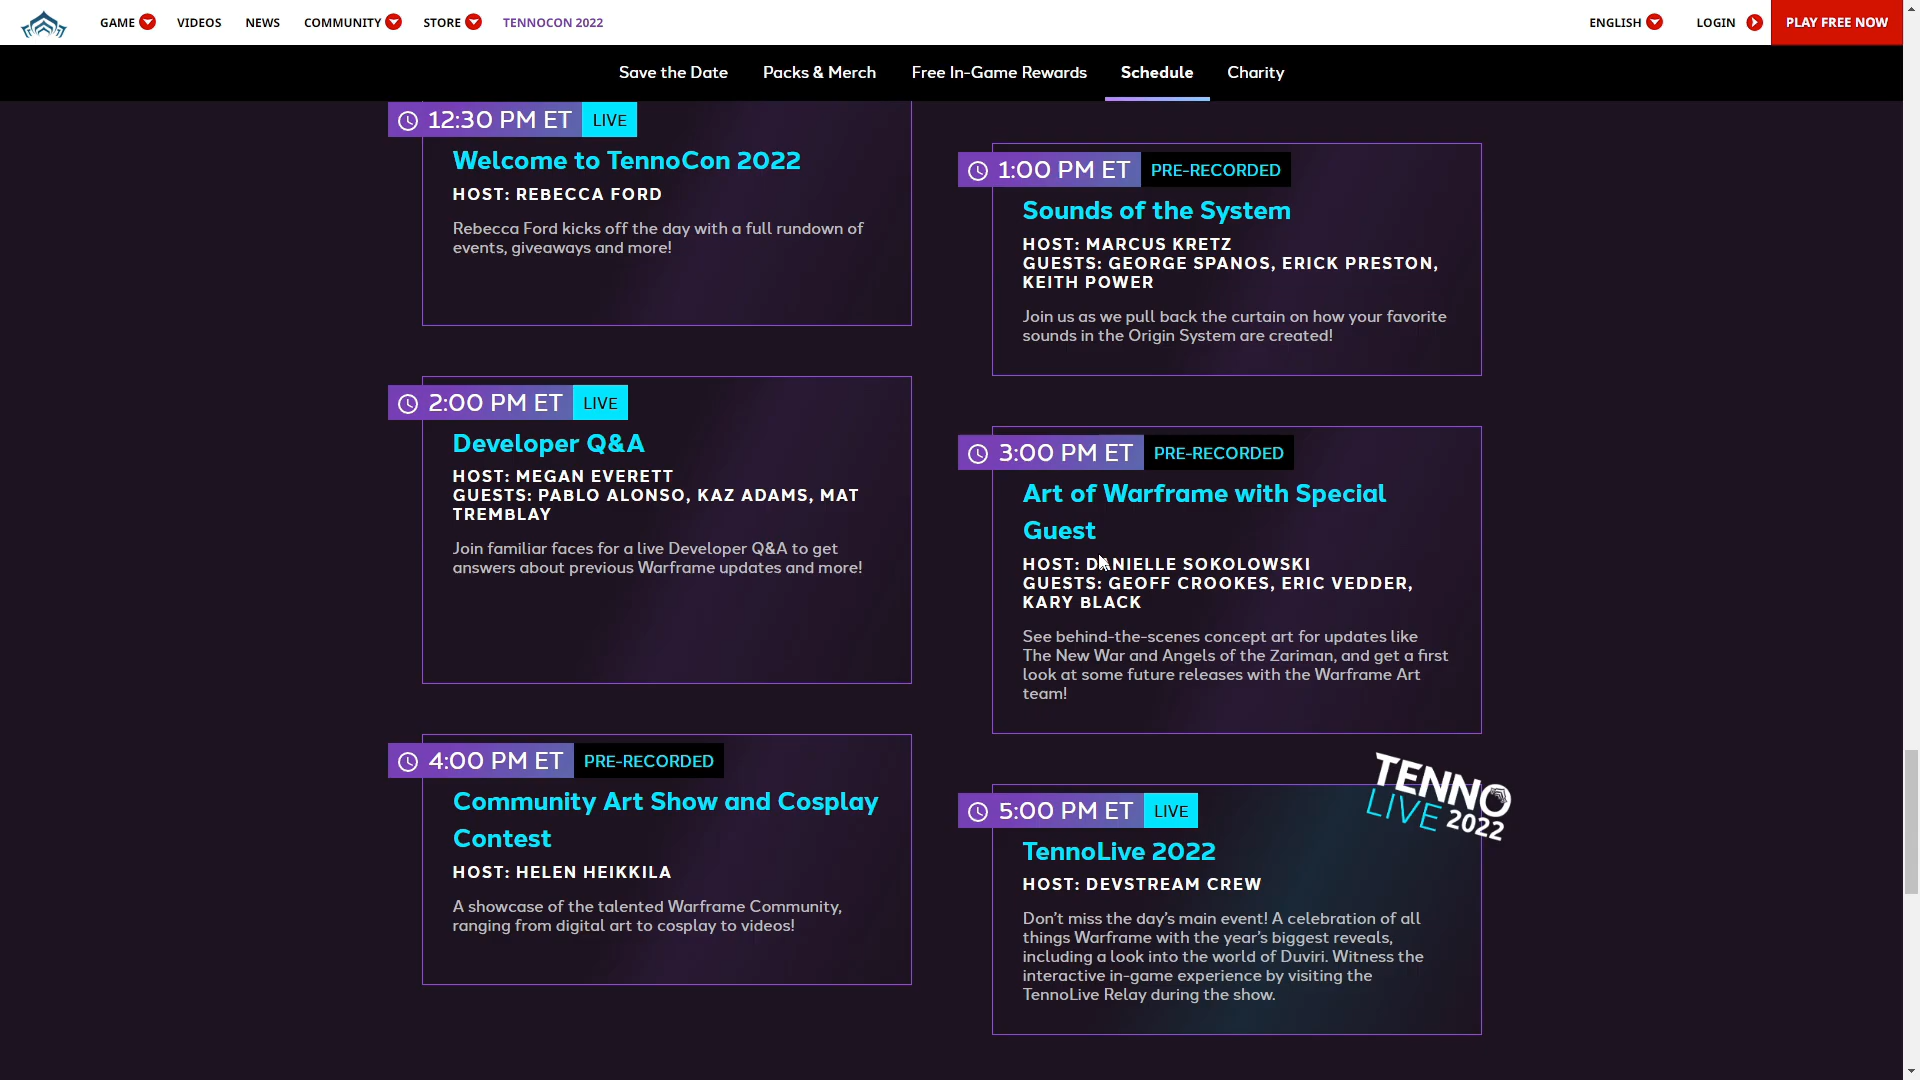 GAME VIDEOS NEWS COMMUNITY STORE TENNOCON 2022 ENGLISH LOGIN PLAY FREE NOW
Save the Date Packs & Merch Free In-Game Rewards Schedule Charity
12:30 PM ET LIVE
Welcome to TennoCon 2022
HOST: REBECCA FORD
Rebecca Ford kicks off the day with a full rundown of
events, giveaways and more!
1:00 PM ET PRE-RECORDED
Sounds of the System
HOST: MARCUS KRETZ
GUESTS: GEORGE SPANOS, ERICK PRESTON,
KEITH POWER
Join us as we pull back the curtain on how your favorite
sounds in the Origin System are created!
2:00 PM ET LIVE
Developer Q&A
HOST: MEGAN EVERETT
GUESTS: PABLO ALONSO, KAZ ADAMS, MAT
TREMBLAY
Join familiar faces for a live Developer Q&A to get
answers about previous Warframe updates and more!
3:00 PM ET PRE-RECORDED
Art of Warframe with Special
Guest
HOST: DANIELLE SOKOLOWSKI
GUESTS: GEOFF CROOKES, ERIC VEDDER,
KARY BLACK
See behind-the-scenes concept art for updates like
The New War and Angels of the Zariman, and get a first
look at some future releases with the Warframe Art
team!
4:00 PM ET PRE-RECORDED
Community Art Show and Cosplay
Contest
HOST: HELEN HEIKKILA
A showcase of the talented Warframe Community,
ranging from digital art to cosplay to videos!
TENNO
LIVE 2022
5:00 PM ET LIVE
TennoLive 2022
HOST: DEVSTREAM CREW
Don't miss the day's main event! A celebration of all
things Warframe with the year's biggest reveals,
including a look into the world of Duviri. Witness the
interactive in-game experience by visiting the
TennoLive Relay during the show.